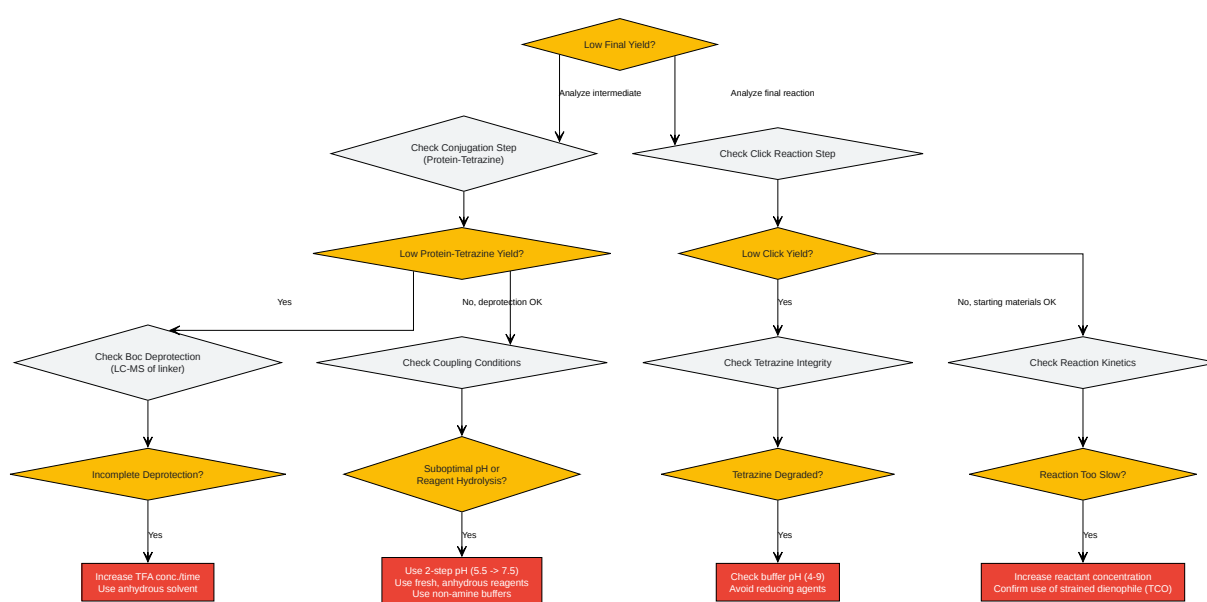 Low Final Yield?
Analyze intermediate
Analyze final reaction
Check Conjugation Step
(Protein-Tetrazine)
Check Click Reaction Step
Low Protein-Tetrazine Yield?
Low Click Yield?
Yes
No, deprotection OK
Yes
No, starting materials OK
Check Boc Deprotection
(LC-MS of linker)
Check Coupling Conditions
Check Tetrazine Integrity
Check Reaction Kinetics
Incomplete Deprotection?
Suboptimal pH or
Reagent Hydrolysis?
Tetrazine Degraded?
Reaction Too Slow?
Yes
Yes
Yes
Yes
Increase TFA conc./time
Use anhydrous solvent
Use 2-step pH (5.5 -> 7.5)
Use fresh, anhydrous reagents
Use non-amine buffers
Check buffer pH (4-9)
Avoid reducing agents
Increase reactant concentration
Confirm use of strained dienophile (TCO)